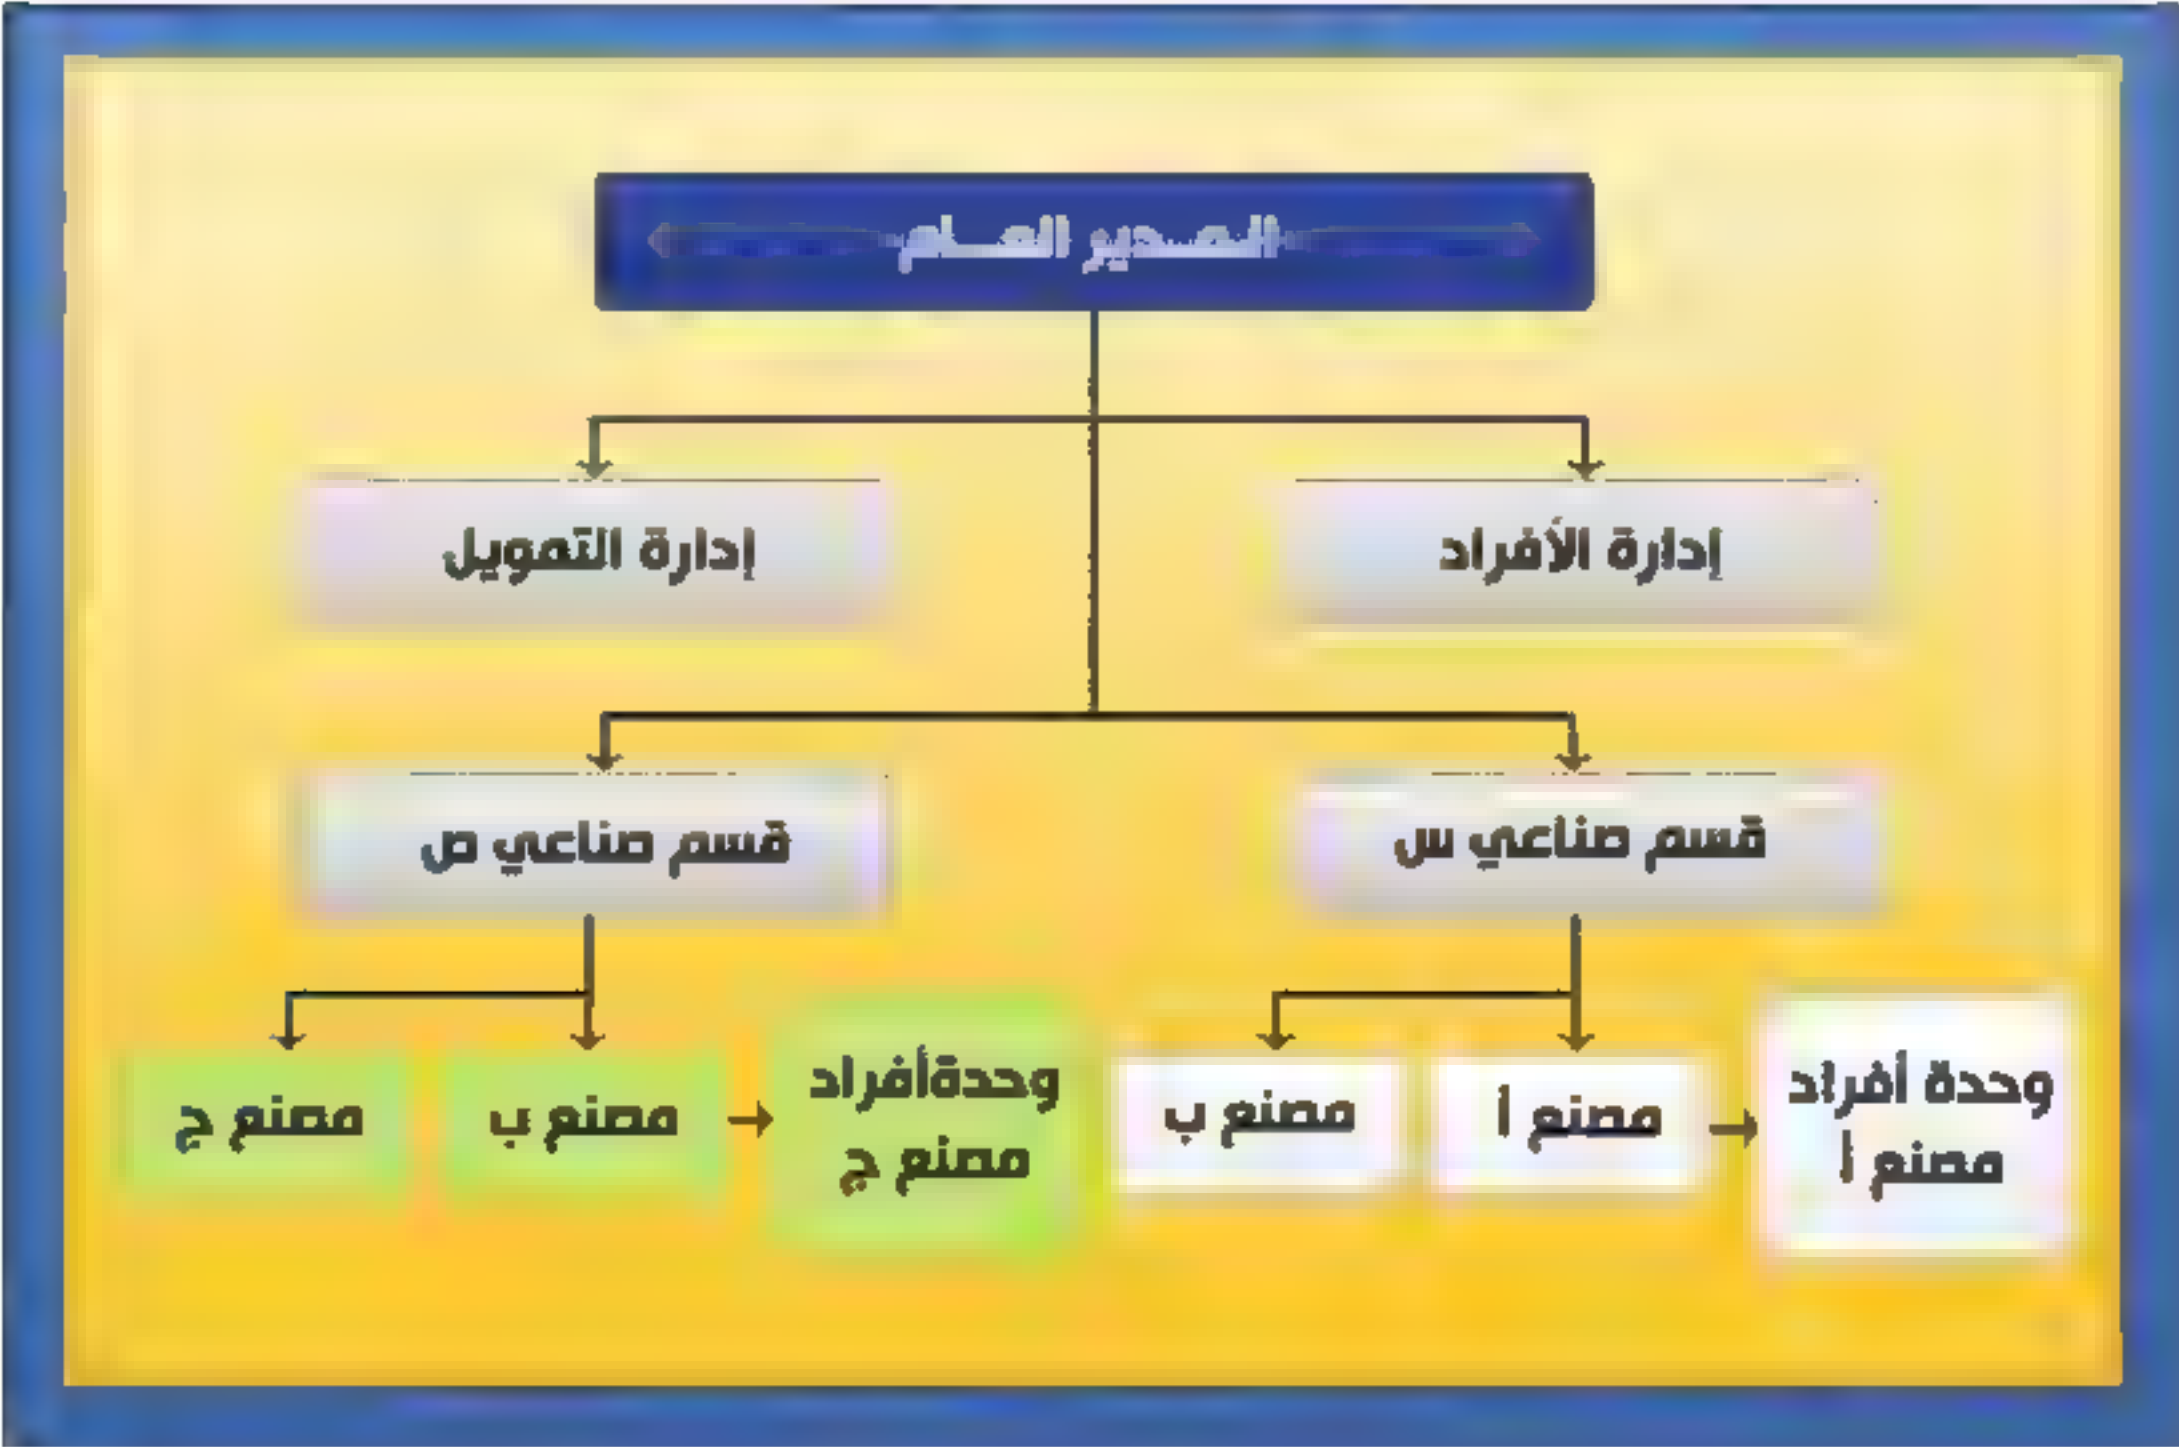 المدير العام
إدارة الأفراد
إدارة التمويل
قسم صناعي س
قسم صناعي ص
وحدة أفراد
مصنع أ
مصنع أ
مصنع ب
وحدةأفراد
مصنع ج
مصنع ب
مصنع ج